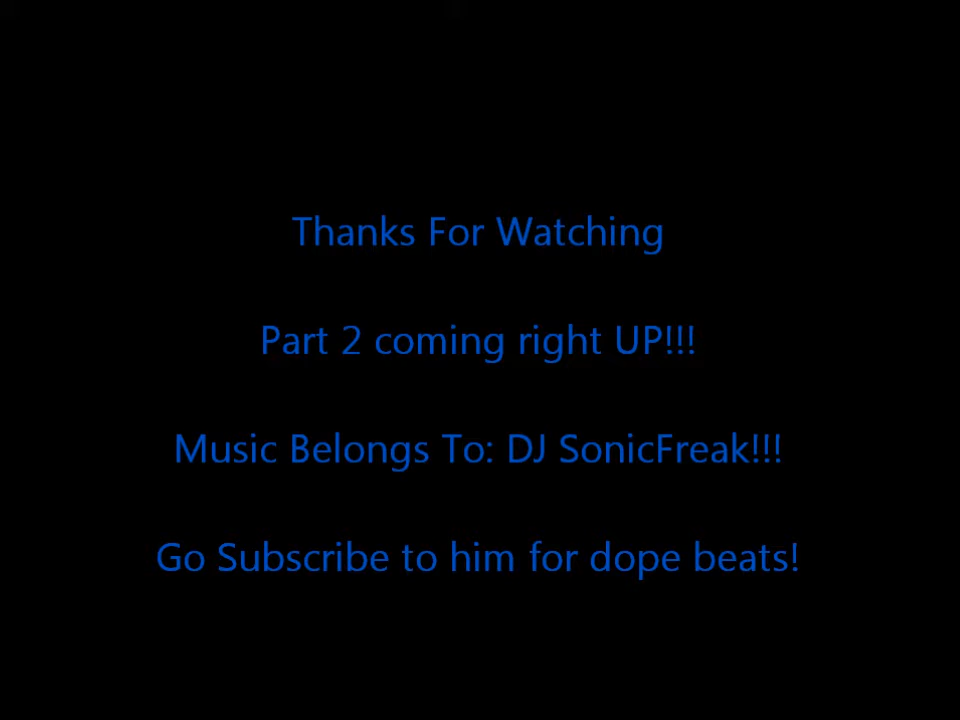 Thanks For Watching
Part 2 coming right UP!!!
Music Belongs To: DJ SonicFreak!!!
Go Subscribe to him for dope beats!